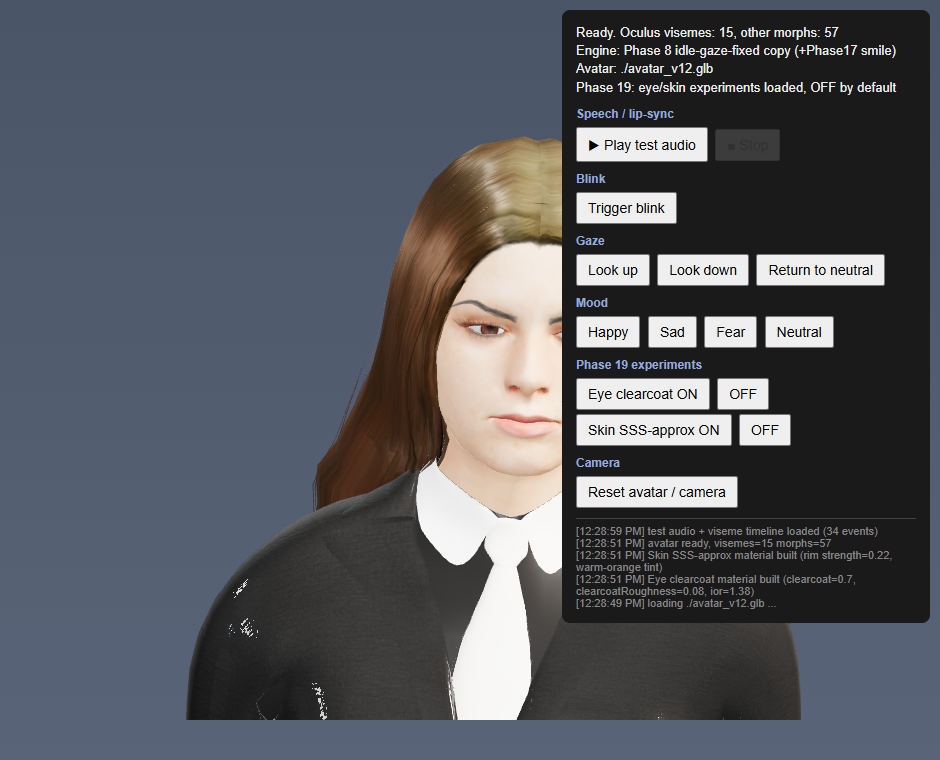 Ready. Oculus visemes: 15, other morphs: 57
Engine: Phase 8 idle-gaze-fixed copy (+Phase17 smile)
Avatar: ./avatar_v12.glb
Phase 19: eye/skin experiments loaded, OFF by default
Speech / lip-sync
▶ Play test audio ■ Stop
Blink
Trigger blink
Gaze
Look up Look down Return to neutral
Mood
Happy Sad Fear Neutral
Phase 19 experiments
Eye clearcoat ON OFF
Skin SSS-approx ON OFF
Camera
Reset avatar / camera
[12:28:59 PM] test audio + viseme timeline loaded (34 events)
[12:28:51 PM] avatar ready, visemes=15 morphs=57
[12:28:51 PM] Skin SSS-approx material built (rim strength=0.22,
warm-orange tint)
[12:28:51 PM] Eye clearcoat material built (clearcoat=0.7,
clearcoatRoughness=0.08, ior=1.38)
[12:28:49 PM] loading ./avatar_v12.glb ...